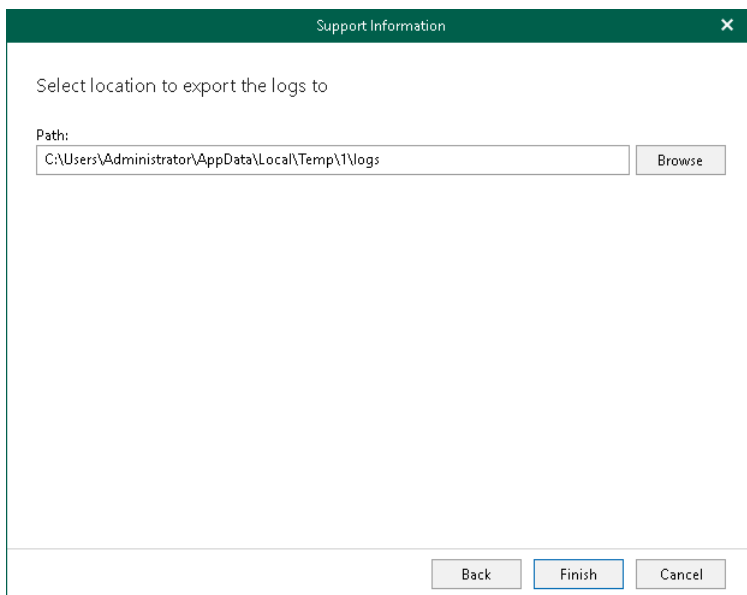 Support Information
Select location to export the logs to
Path:
C:\Users\Administrator\AppData\Local\Temp\1\logs
Browse
Back
Finish
Cancel